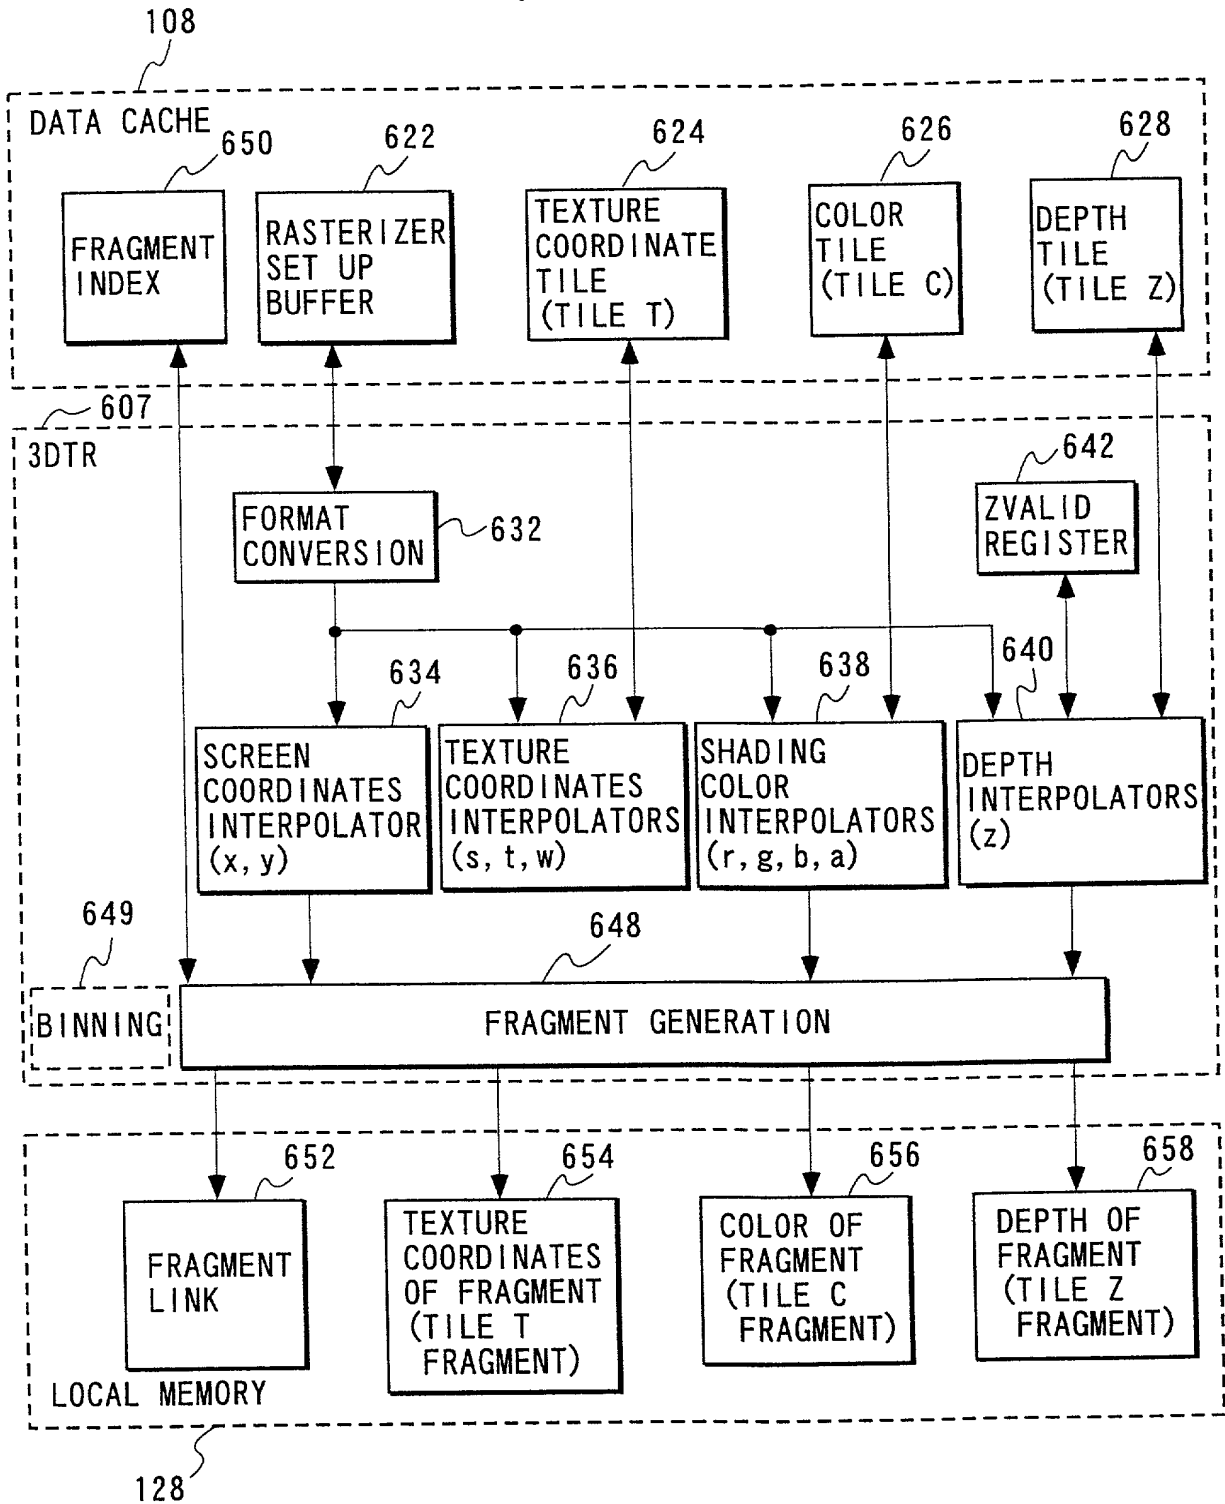 108
DATA CACHE
650
622
624
626
628
FRAGMENT
INDEX
RASTERIZER
SET UP
BUFFER
TEXTURE
COORDINATE
TILE
(TILE T)
COLOR
TILE
(TILE C)
DEPTH
TILE
(TILE Z)
607
3DTR
642
FORMAT
CONVERSION
632
ZVALID
REGISTER
634
636
638
640
SCREEN
COORDINATES
INTERPOLATOR
(x, y)
TEXTURE
COORDINATES
INTERPOLATORS
(s, t, w)
SHADING
COLOR
INTERPOLATORS
(r, g, b, a)
DEPTH
INTERPOLATORS
(z)
649
648
BINNING
FRAGMENT GENERATION
652
654
656
658
FRAGMENT
LINK
TEXTURE
COORDINATES
OF FRAGMENT
(TILE T
FRAGMENT)
COLOR OF
FRAGMENT
(TILE C
FRAGMENT)
DEPTH OF
FRAGMENT
(TILE Z
FRAGMENT)
LOCAL MEMORY
128